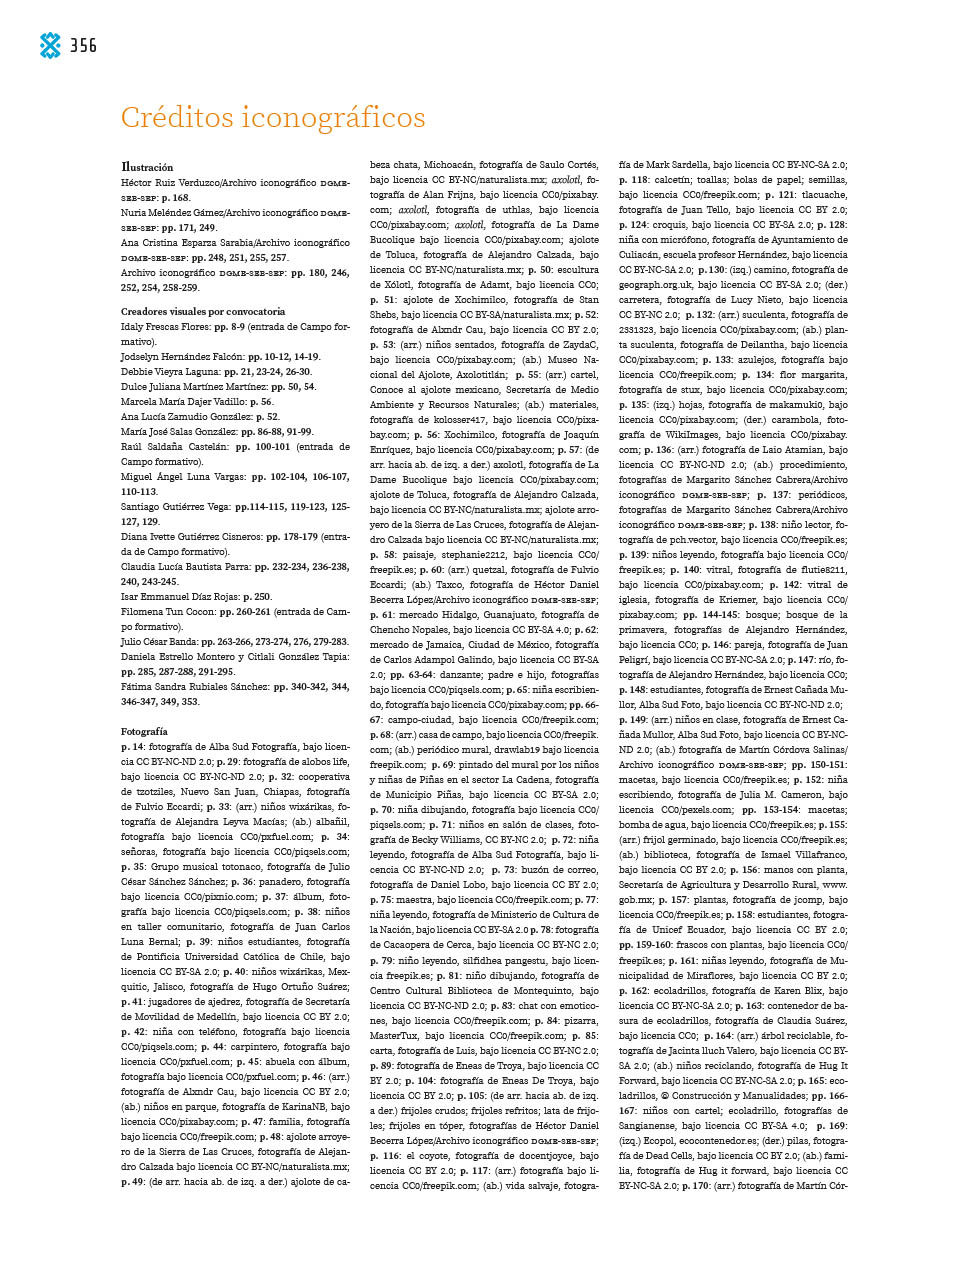 356
Créditos iconográficos
Ilustración
Héctor Ruiz Verduzco/Archivo iconográfico DGME-
SEB-SEP: p. 168.
Nuria Meléndez Gámez/Archivo iconográfico DGME-
SEB-SEP: pp. 171, 249.
Ana Cristina Esparza Sarabia/Archivo iconográfico
DGME-SEB-SEP: pp. 248, 251, 255, 257.
Archivo iconográfico DGME-SEB-SEP: pp. 180, 246,
252, 254, 258-259.
Creadores visuales por convocatoria
Idaly Frescas Flores: pp. 8-9 (entrada de Campo for-
mativo).
Jodselyn Hernández Falcón: pp. 10-12, 14-19.
Debbie Vieyra Laguna: pp. 21, 23-24, 26-30.
Dulce Juliana Martínez Martínez: pp. 50, 54.
Marcela María Dajer Vadillo: p. 56.
Ana Lucía Zamudio González: p. 52.
María José Salas González: pp. 86-88, 91-99.
Raúl Saldaña Castelán: pp. 100-101 (entrada de
Campo formativo).
Miguel Ángel Luna Vargas: pp. 102-104, 106-107,
110-113.
Santiago Gutiérrez Vega: pp.114-115, 119-123, 125-
127, 129.
Diana Ivette Gutiérrez Cisneros: pp. 178-179 (entra-
da de Campo formativo).
Claudia Lucía Bautista Parra: pp. 232-234, 236-238,
240, 243-245.
Isar Emmanuel Díaz Rojas: p. 250.
Filomena Tun Cocon: pp. 260-261 (entrada de Cam-
po formativo).
Julio César Banda: pp. 263-266, 273-274, 276, 279-283.
Daniela Estrello Montero y Citlali González Tapia:
pp. 285, 287-288, 291-295.
Fátima Sandra Rubiales Sánchez: pp. 340-342, 344,
346-347, 349, 353.
Fotografía
p. 14: fotografía de Alba Sud Fotografía, bajo licen-
cia CC BY-NC-ND 2.0; p. 29: fotografía de alobos life,
bajo licencia CC BY-NC-ND 2.0; p. 32: cooperativa
de tzotziles, Nuevo San Juan, Chiapas, fotografía
de Fulvio Eccardi; p. 33: (arr.) niños wixárikas, fo-
tografía de Alejandra Leyva Macías; (ab.) albañil,
fotografía bajo licencia CC0/pxfuel.com; p. 34:
señoras, fotografía bajo licencia CC0/piqsels.com;
p. 35: Grupo musical totonaco, fotografía de Julio
César Sánchez Sánchez; p. 36: panadero, fotografía
bajo licencia CC0/pixnio.com; p. 37: álbum, foto-
grafía bajo licencia CC0/piqsels.com; p. 38: niños
en taller comunitario, fotografía de Juan Carlos
Luna Bernal; p. 39: niños estudiantes, fotografía
de Pontificia Universidad Católica de Chile, bajo
licencia CC BY-SA 2.0; p. 40: niños wixárikas, Mex-
quitic, Jalisco, fotografía de Hugo Ortuño Suárez;
p. 41: jugadores de ajedrez, fotografía de Secretaría
de Movilidad de Medellín, bajo licencia CC BY 2.0;
p. 42: niña con teléfono, fotografía bajo licencia
CC0/piqsels.com; p. 44: carpintero, fotografía bajo
licencia CC0/pxfuel.com; p. 45: abuela con álbum,
fotografía bajo licencia CC0/pxfuel.com; p. 46: (arr.)
fotografía de Alxndr Cau, bajo licencia CC BY 2.0;
(ab.) niños en parque, fotografía de KarinaNB, bajo
licencia CC0/pixabay.com; p. 47: familia, fotografía
bajo licencia CC0/freepik.com; p. 48: ajolote arroye-
ro de la Sierra de Las Cruces, fotografía de Alejan-
dro Calzada bajo licencia CC BY-NC/naturalista.mx;
p. 49: (de arr. hacia ab. de izq. a der.) ajolote de ca-
beza chata, Michoacán, fotografía de Saulo Cortés,
bajo licencia CC BY-NC/naturalista.mx; axolotl, fo-
tografía de Alan Frijns, bajo licencia CC0/pixabay.
com; axolotl, fotografía de uthlas, bajo licencia
CC0/pixabay.com; axolotl, fotografía de La Dame
Bucolique bajo licencia CC0/pixabay.com; ajolote
de Toluca, fotografía de Alejandro Calzada, bajo
licencia CC BY-NC/naturalista.mx; p. 50: escultura
de Xólotl, fotografía de Adamt, bajo licencia CC0;
p. 51: ajolote de Xochimilco, fotografía de Stan
Shebs, bajo licencia CC BY-SA/naturalista.mx; p. 52:
fotografía de Alxndr Cau, bajo licencia CC BY 2.0;
p. 53: (arr.) niños sentados, fotografía de ZaydaC,
bajo licencia CC0/pixabay.com; (ab.) Museo Na-
cional del Ajolote, Axolotitlán; p. 55: (arr.) cartel,
Conoce al ajolote mexicano, Secretaría de Medio
Ambiente y Recursos Naturales; (ab.) materiales,
fotografía de kolosser417, bajo licencia CC0/pixa-
bay.com; p. 56: Xochimilco, fotografía de Joaquín
Enríquez, bajo licencia CC0/pixabay.com; p. 57: (de
arr. hacia ab. de izq. a der.) axolotl, fotografía de La
Dame Bucolique bajo licencia CC0/pixabay.com;
ajolote de Toluca, fotografía de Alejandro Calzada,
bajo licencia CC BY-NC/naturalista.mx; ajolote arro-
yero de la Sierra de Las Cruces, fotografía de Alejan-
dro Calzada bajo licencia CC BY-NC/naturalista.mx;
p. 58: paisaje, stephanie2212, bajo licencia CC0/
freepik.es; p. 60: (arr.) quetzal, fotografía de Fulvio
Eccardi; (ab.) Taxco, fotografía de Héctor Daniel
Becerra López/Archivo iconográfico DGME-SEB-SEP;
p. 61: mercado Hidalgo, Guanajuato, fotografía de
Chencho Nopales, bajo licencia CC BY-SA 4.0; p. 62:
mercado de Jamaica, Ciudad de México, fotografía
de Carlos Adampol Galindo, bajo licencia CC BY-SA
2.0; pp. 63-64: danzante; padre e hijo, fotografías
bajo licencia CC0/piqsels.com; p. 65: niña escribien-
do, fotografía bajo licencia CC0/pixabay.com; pp. 66-
67: campo-ciudad, bajo licencia CC0/freepik.com;
p. 68: (arr.) casa de campo, bajo licencia CC0/freepik.
com; (ab.) periódico mural, drawlab19 bajo licencia
freepik.com; p. 69: pintado del mural por los niños
y niñas de Piñas en el sector La Cadena, fotografía
de Municipio Piñas, bajo licencia CC BY-SA 2.0;
p. 70: niña dibujando, fotografía bajo licencia CC0/
piqsels.com; p. 71: niños en salón de clases, foto-
grafía de Becky Williams, CC BY-NC 2.0; p. 72: niña
leyendo, fotografía de Alba Sud Fotografía, bajo li-
cencia CC BY-NC-ND 2.0; p. 73: buzón de correo,
fotografía de Daniel Lobo, bajo licencia CC BY 2.0;
p. 75: maestra, bajo licencia CC0/freepik.com; p. 77:
niña leyendo, fotografía de Ministerio de Cultura de
la Nación, bajo licencia CC BY-SA 2.0 p. 78: fotografía
de Cacaopera de Cerca, bajo licencia CC BY-NC 2.0;
p. 79: niño leyendo, silfidhea pangestu, bajo licen-
cia freepik.es; p. 81: niño dibujando, fotografía de
Centro Cultural Biblioteca de Montequinto, bajo
licencia CC BY-NC-ND 2.0; p. 83: chat con emotico-
nes, bajo licencia CC0/freepik.com; p. 84: pizarra,
MasterTux, bajo licencia CC0/freepik.com; p. 85:
carta, fotografía de Luis, bajo licencia CC BY-NC 2.0;
p. 89: fotografía de Eneas de Troya, bajo licencia CC
BY 2.0; p. 104: fotografía de Eneas De Troya, bajo
licencia CC BY 2.0; p. 105: (de arr. hacia ab. de izq.
a der.) frijoles crudos; frijoles refritos; lata de frijo-
les; frijoles en tóper, fotografías de Héctor Daniel
Becerra López/Archivo iconográfico DGME-SEB-SEP;
p. 116: el coyote, fotografía de docentjoyce, bajo
licencia CC BY 2.0; p. 117: (arr.) fotografía bajo li-
cencia CC0/freepik.com; (ab.) vida salvaje, fotogra-
fía de Mark Sardella, bajo licencia CC BY-NC-SA 2.0;
p. 118: calcetín; toallas; bolas de papel; semillas,
bajo licencia CC0/freepik.com; p. 121: tlacuache,
fotografía de Juan Tello, bajo licencia CC BY 2.0;
p. 124: croquis, bajo licencia CC BY-SA 2.0; p. 128:
niña con micrófono, fotografía de Ayuntamiento de
Culiacán, escuela profesor Hernández, bajo licencia
CC BY-NC-SA 2.0; p. 130: (izq.) camino, fotografía de
geograph.org.uk, bajo licencia CC BY-SA 2.0; (der.)
carretera, fotografía de Lucy Nieto, bajo licencia
CC BY-NC 2.0; p. 132: (arr.) suculenta, fotografía de
2331323, bajo licencia CC0/pixabay.com; (ab.) plan-
ta suculenta, fotografía de Deilantha, bajo licencia
CC0/pixabay.com; p. 133: azulejos, fotografía bajo
licencia CC0/freepik.com; p. 134: flor margarita,
fotografía de stux, bajo licencia CC0/pixabay.com;
p. 135: (izq.) hojas, fotografía de makamuki0, bajo
licencia CC0/pixabay.com; (der.) carambola, foto-
grafía de WikiImages, bajo licencia CC0/pixabay.
com; p. 136: (arr.) fotografía de Laio Atamian, bajo
licencia CC BY-NC-ND 2.0; (ab.) procedimiento,
fotografías de Margarito Sánchez Cabrera/Archivo
iconográfico DGME-SEB-SEP; p. 137: periódicos,
fotografías de Margarito Sánchez Cabrera/Archivo
iconográfico DGME-SEB-SEP; p. 138: niño lector, fo-
tografía de pch.vector, bajo licencia CC0/freepik.es;
p. 139: niños leyendo, fotografía bajo licencia CC0/
freepik.es; p. 140: vitral, fotografía de flutie8211,
bajo licencia CC0/pixabay.com; p. 142: vitral de
iglesia, fotografía de Kriemer, bajo licencia CC0/
pixabay.com; pp. 144-145: bosque; bosque de la
primavera, fotografías de Alejandro Hernández,
bajo licencia CC0; p. 146: pareja, fotografía de Juan
Peligrí, bajo licencia CC BY-NC-SA 2.0; p. 147: río, fo-
tografía de Alejandro Hernández, bajo licencia CC0;
p. 148: estudiantes, fotografía de Ernest Cañada Mu-
llor, Alba Sud Foto, bajo licencia CC BY-NC-ND 2.0;
p. 149: (arr.) niños en clase, fotografía de Ernest Ca-
ñada Mullor, Alba Sud Foto, bajo licencia CC BY-NC-
ND 2.0; (ab.) fotografía de Martín Córdova Salinas/
Archivo iconográfico DGME-SEB-SEP; pp. 150-151:
macetas, bajo licencia CC0/freepik.es; p. 152: niña
escribiendo, fotografía de Julia M. Cameron, bajo
licencia CC0/pexels.com; pp. 153-154: macetas;
bomba de agua, bajo licencia CC0/freepik.es; p. 155:
(arr.) frijol germinado, bajo licencia CC0/freepik.es;
(ab.) biblioteca, fotografía de Ismael Villafranco,
bajo licencia CC BY 2.0; p. 156: manos con planta,
Secretaría de Agricultura y Desarrollo Rural, www.
gob.mx; p. 157: plantas, fotografía de jcomp, bajo
licencia CC0/freepik.es; p. 158: estudiantes, fotogra-
fía de Unicef Ecuador, bajo licencia CC BY 2.0;
pp. 159-160: frascos con plantas, bajo licencia CC0/
freepik.es; p. 161: niñas leyendo, fotografía de Mu-
nicipalidad de Miraflores, bajo licencia CC BY 2.0;
p. 162: ecoladrillos, fotografía de Karen Blix, bajo
licencia CC BY-NC-SA 2.0; p. 163: contenedor de ba-
sura de ecoladrillos, fotografía de Claudia Suárez,
bajo licencia CC0; p. 164: (arr.) árbol reciclable, fo-
tografía de Jacinta lluch Valero, bajo licencia CC BY-
SA 2.0; (ab.) niños reciclando, fotografía de Hug It
Forward, bajo licencia CC BY-NC-SA 2.0; p. 165: eco-
ladrillos, © Construcción y Manualidades; pp. 166-
167: niños con cartel; ecoladrillo, fotografías de
Sangianense, bajo licencia CC BY-SA 4.0; p. 169:
(izq.) Ecopol, ecocontenedor.es; (der.) pilas, fotogra-
fía de Dead Cells, bajo licencia CC BY 2.0; (ab.) fami-
lia, fotografía de Hug it forward, bajo licencia CC
BY-NC-SA 2.0; p. 170: (arr.) fotografía de Martín Cór-